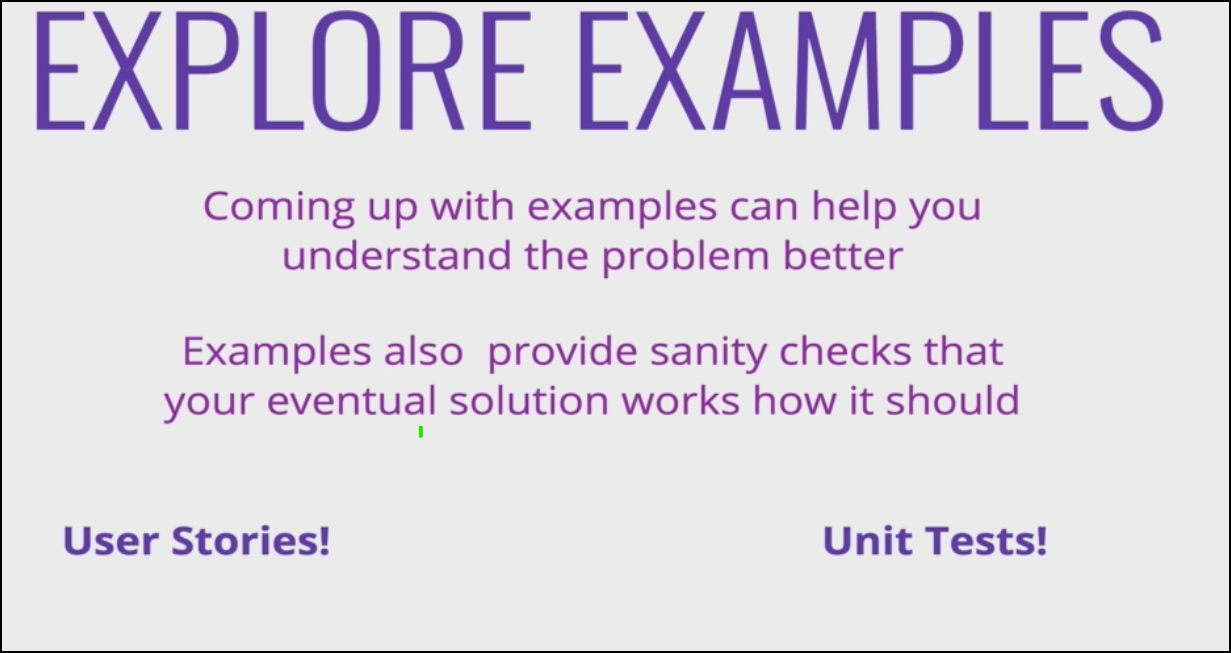 EXPLORE EXAMPLES
Coming up with examples can help you
understand the problem better
Examples also  provide sanity checks that
your eventual solution works how it should
User Stories!
Unit Tests!